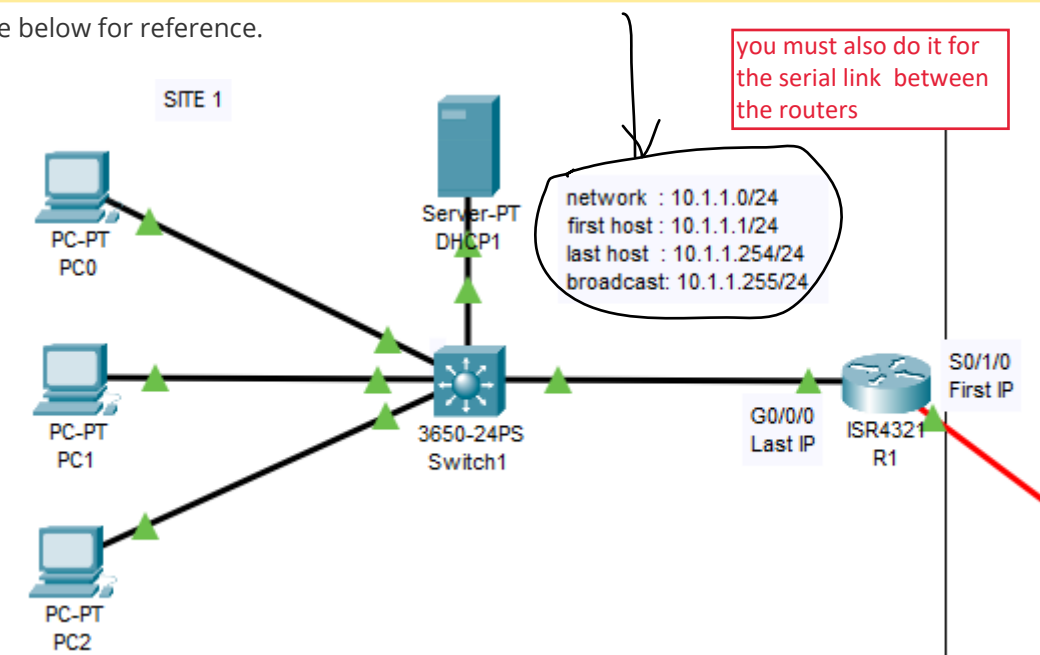 e below for reference.
you must also do it for
the serial link between
the routers
SITE 1
network : 10.1.1.0/24
first host : 10.1.1.1/24
last host : 10.1.1.254/24
broadcast: 10.1.1.255/24
Server-PT
DHCP1
PC-PT
PC0
S0/1/0
First IP
G0/0/0
Last IP
ISR4321
R1
3650-24PS
Switch1
PC-PT
PC1
PC-PT
PC2